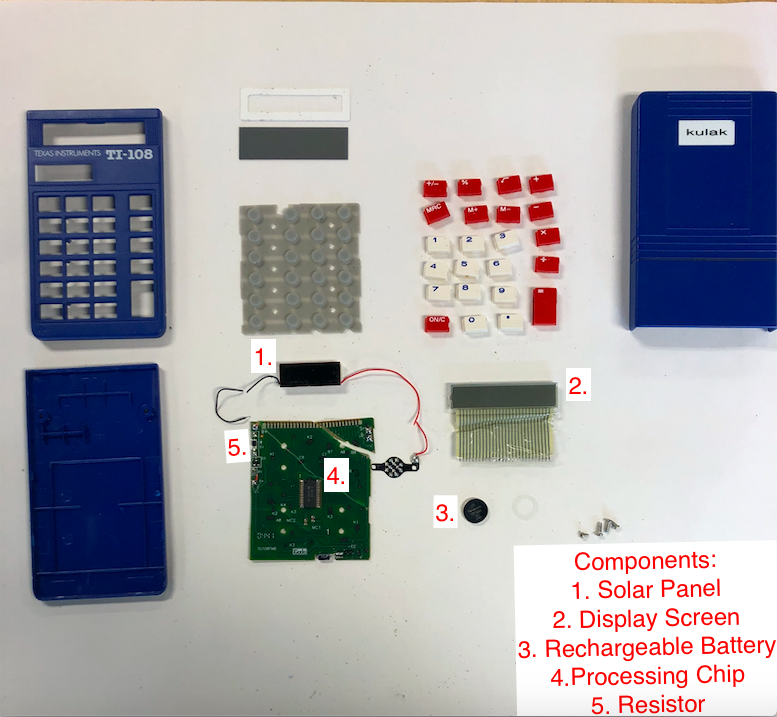 TEXAS INSTRUMENTS TI-108
kulak
+/- % √ ÷
MRC M+ M- -
1 2 3 ×
4 5 6 +
7 8 9 =
ON/C 0 .
1.
2.
5.
4.
3.
Components:
1. Solar Panel
2. Display Screen
3. Rechargeable Battery
4.Processing Chip
5. Resistor